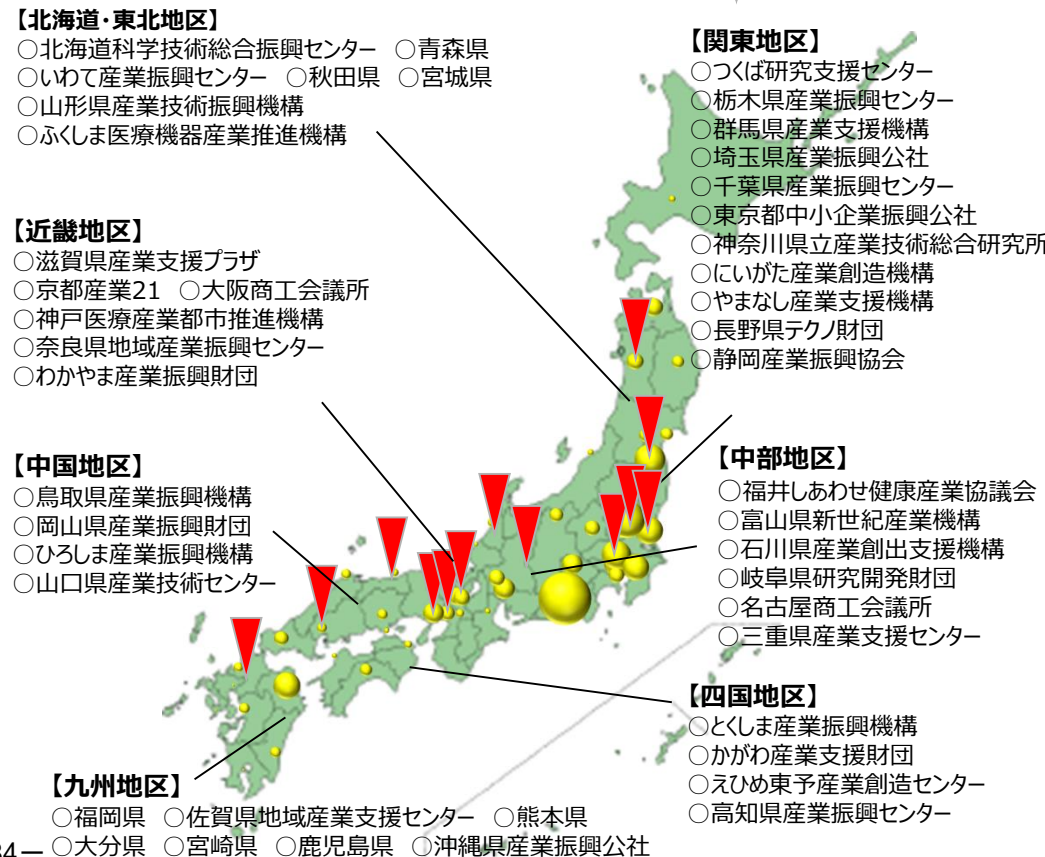 【北海道・東北地区】
○北海道科学技術総合振興センター ○青森県
○いわて産業振興センター ○秋田県 ○宮城県
○山形県産業技術振興機構
○ふくしま医療機器産業推進機構
【関東地区】
○つくば研究支援センター
○栃木県産業振興センター
○群馬県産業支援機構
○埼玉県産業振興公社
○千葉県産業振興センター
○東京都中小企業振興公社
○神奈川県立産業技術総合研究所
○にいがた産業創造機構
○やまなし産業支援機構
○長野県テクノ財団
○静岡産業振興協会
【近畿地区】
○滋賀県産業支援プラザ
○京都産業21 ○大阪商工会議所
○神戸医療産業都市推進機構
○奈良県地域産業振興センター
○わかやま産業振興財団
【中国地区】
○鳥取県産業振興機構
○岡山県産業振興財団
○ひろしま産業振興機構
○山口県産業技術センター
【中部地区】
○福井しあわせ健康産業協議会
○富山県新世紀産業機構
○石川県産業創出支援機構
○岐阜県研究開発財団
○名古屋商工会議所
○三重県産業支援センター
【四国地区】
○とくしま産業振興機構
○かがわ産業支援財団
○えひめ東予産業創造センター
○高知県産業振興センター
【九州地区】
○福岡県 ○佐賀県地域産業支援センター ○熊本県
○大分県 ○宮崎県 ○鹿児島県 ○沖縄県産業振興公社
4－